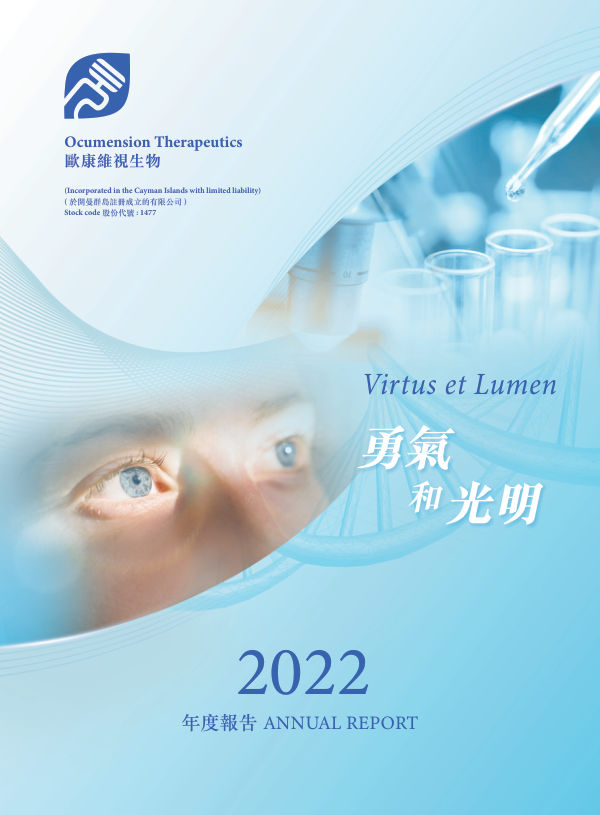 Ocumension Therapeutics
歐康維視生物
(Incorporated in the Cayman Islands with limited liability)
( 於開曼群島註冊成立的有限公司 )
Stock code 股份代號 : 1477
Virtus et Lumen
勇氣
和 光明
2022
年度報告 ANNUAL REPORT